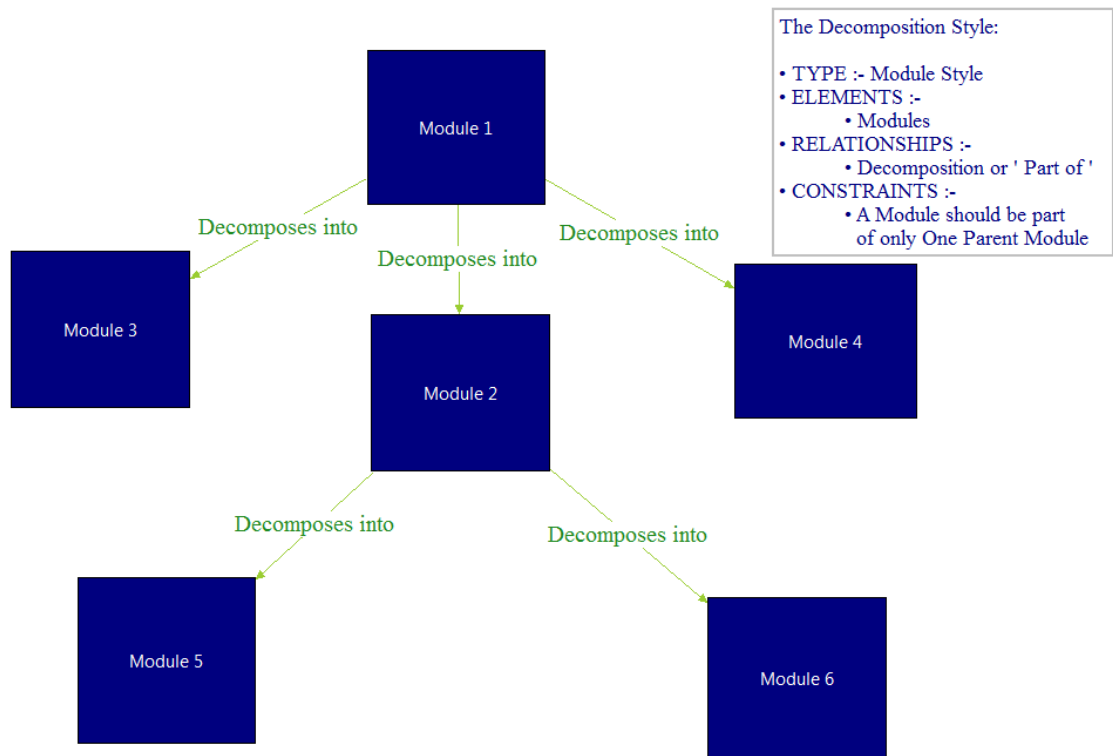 The Decomposition Style:
• TYPE :- Module Style
• ELEMENTS :-
• Modules
• RELATIONSHIPS :-
• Decomposition or ' Part of '
• CONSTRAINTS :-
• A Module should be part
of only One Parent Module
Module 1
Decomposes into
Decomposes into
Decomposes into
Module 3
Module 2
Module 4
Decomposes into
Decomposes into
Module 5
Module 6